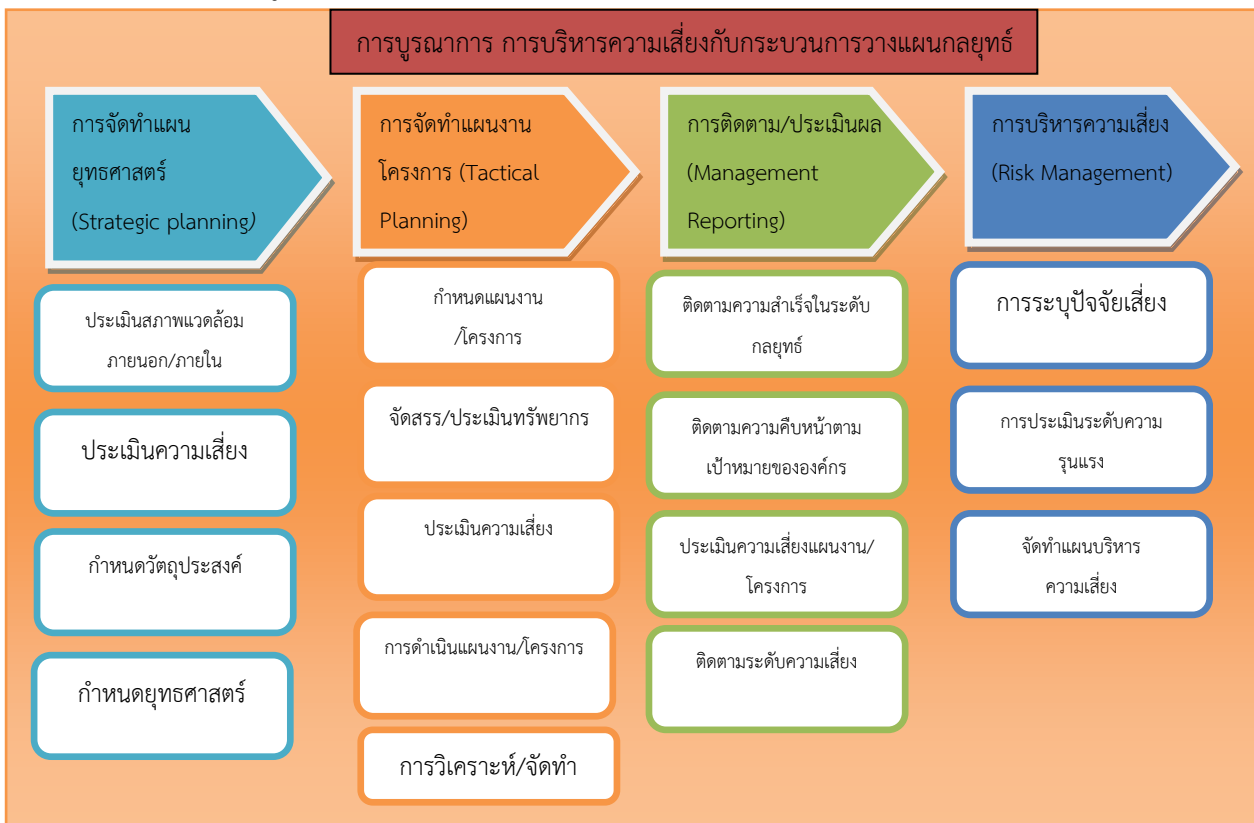 การบูรณาการ การบริหารความเสี่ยงกับกระบวนการวางแผนกลยุทธ์
การจัดทำแผน
ยุทธศาสตร์
(Strategic planning)
ประเมินสภาพแวดล้อม
ภายนอก/ภายใน
ประเมินความเสี่ยง
กำหนดวัตถุประสงค์
กำหนดยุทธศาสตร์
การจัดทำแผนงาน
โครงการ (Tactical
Planning)
กำหนดแผนงาน
/โครงการ
จัดสรร/ประเมินทรัพยากร
ประเมินความเสี่ยง
การดำเนินแผนงาน/โครงการ
การวิเคราะห์/จัดทำ
การติดตาม/ประเมินผล
(Management
Reporting)
ติดตามความสำเร็จในระดับ
กลยุทธ์
ติดตามความคืบหน้าตาม
เป้าหมายขององค์กร
ประเมินความเสี่ยงแผนงาน/
โครงการ
ติดตามระดับความเสี่ยง
การบริหารความเสี่ยง
(Risk Management)
การระบุปัจจัยเสี่ยง
การประเมินระดับความ
รุนแรง
จัดทำแผนบริหาร
ความเสี่ยง